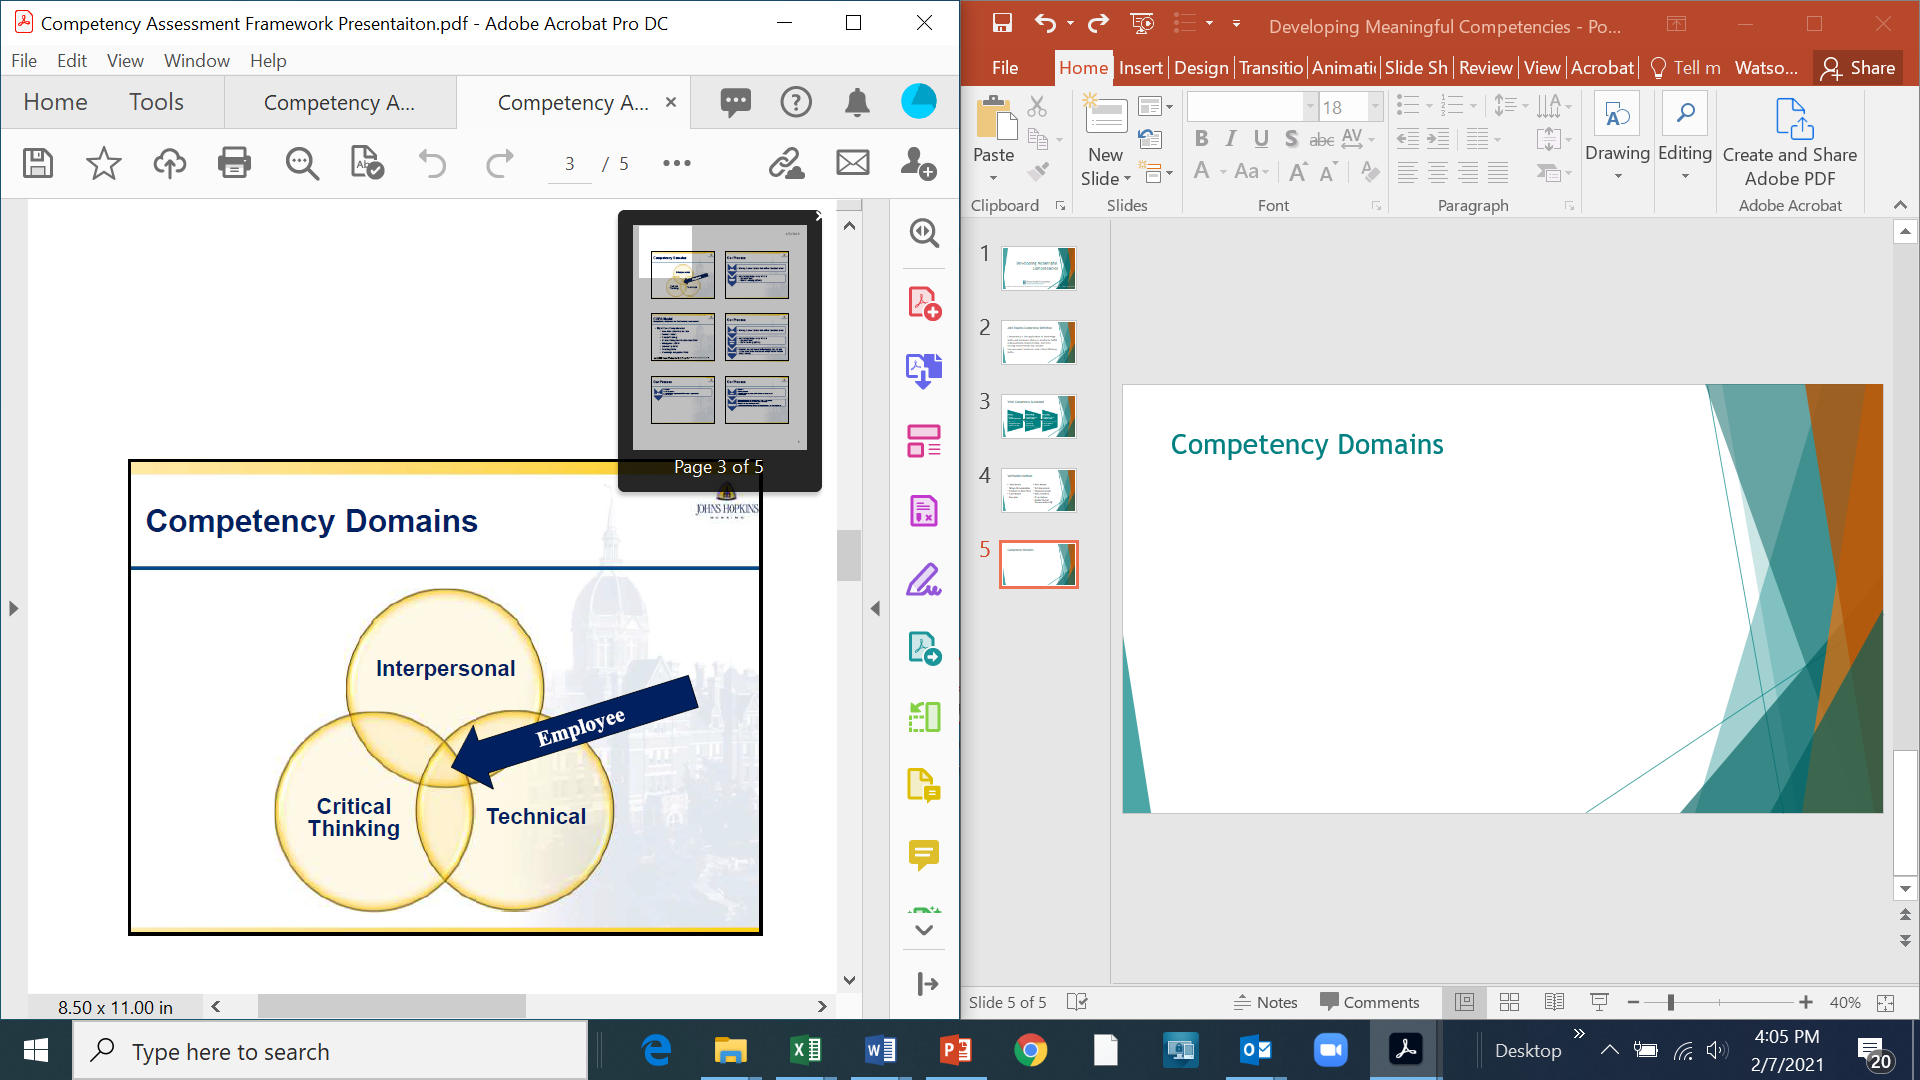 Competency Assessment Framework Presentaiton.pdf - Adobe Acrobat Pro DC
File Edit View Window Help
Home Tools Competency A... Competency A...
3 / 5
Page 3 of 5
Competency Domains
JOHNS HOPKINS
NURSING
Interpersonal
Employee
Critical
Thinking
Technical
8.50 x 11.00 in
Developing Meaningful Competencies - Po...
File Home Insert Design Transitio Animatic Slide Sh Review View Acrobat Tell m Watso... Share
18
Paste
New
Slide
Drawing
Editing
Create and Share
Adobe PDF
Clipboard Slides Font Paragraph Adobe Acrobat
1
2
3
4
5
Competency Domains
Slide 5 of 5 Notes Comments 40%
Type here to search
Desktop
4:05 PM
2/7/2021
20